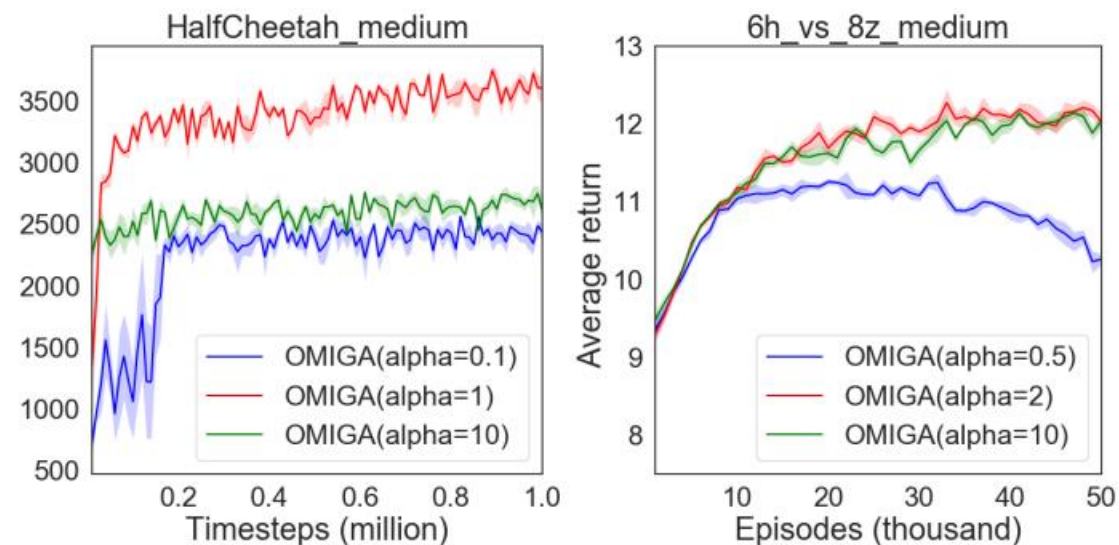 HalfCheetah_medium
3500
3000
2500
2000
1500
1000
500
0.2 0.4 0.6 0.8 1.0
Timesteps (million)
OMIGA(alpha=0.1)
OMIGA(alpha=1)
OMIGA(alpha=10)
6h_vs_8z_medium
Average return
13
12
11
10
9
8
10 20 30 40 50
Episodes (thousand)
OMIGA(alpha=0.5)
OMIGA(alpha=2)
OMIGA(alpha=10)